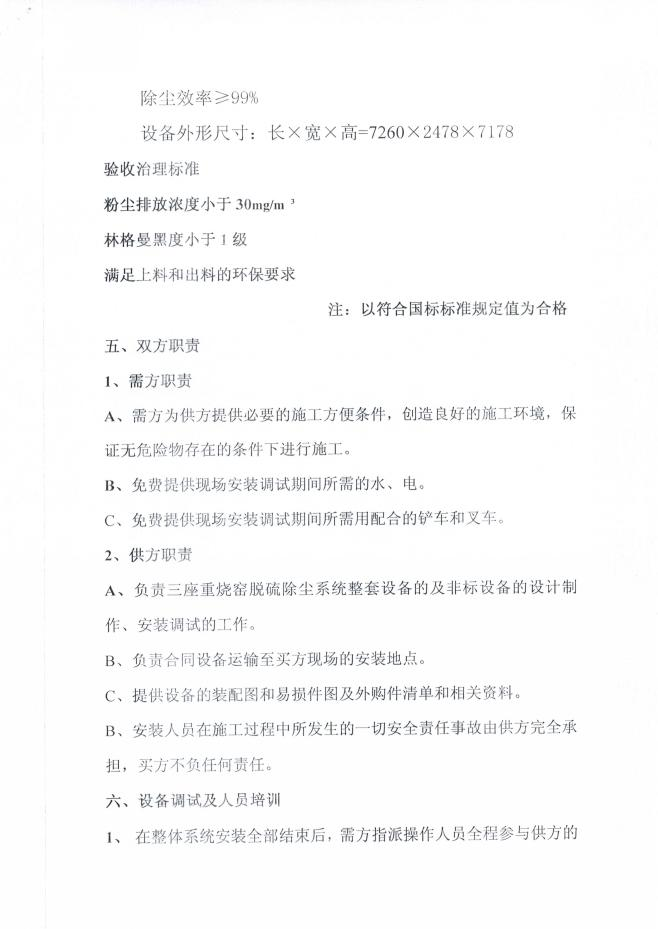 除尘效率≥99%
设备外形尺寸：长×宽×高=7260×2478×7178
验收治理标准
粉尘排放浓度小于 30mg/m ³
林格曼黑度小于 1 级
满足上料和出料的环保要求
注：以符合国标标准规定值为合格
五、双方职责
1、需方职责
A、需方为供方提供必要的施工方便条件，创造良好的施工环境，保
证无危险物存在的条件下进行施工。
B、免费提供现场安装调试期间所需的水、电。
C、免费提供现场安装调试期间所需用配合的铲车和叉车。
2、供方职责
A、负责三座重烧窑脱硫除尘系统整套设备的及非标设备的设计制
作、安装调试的工作。
B、负责合同设备运输至买方现场的安装地点。
C、提供设备的装配图和易损件图及外购件清单和相关资料。
B、安装人员在施工过程中所发生的一切安全责任事故由供方完全承
担，买方不负任何责任。
六、设备调试及人员培训
1、 在整体系统安装全部结束后，需方指派操作人员全程参与供方的